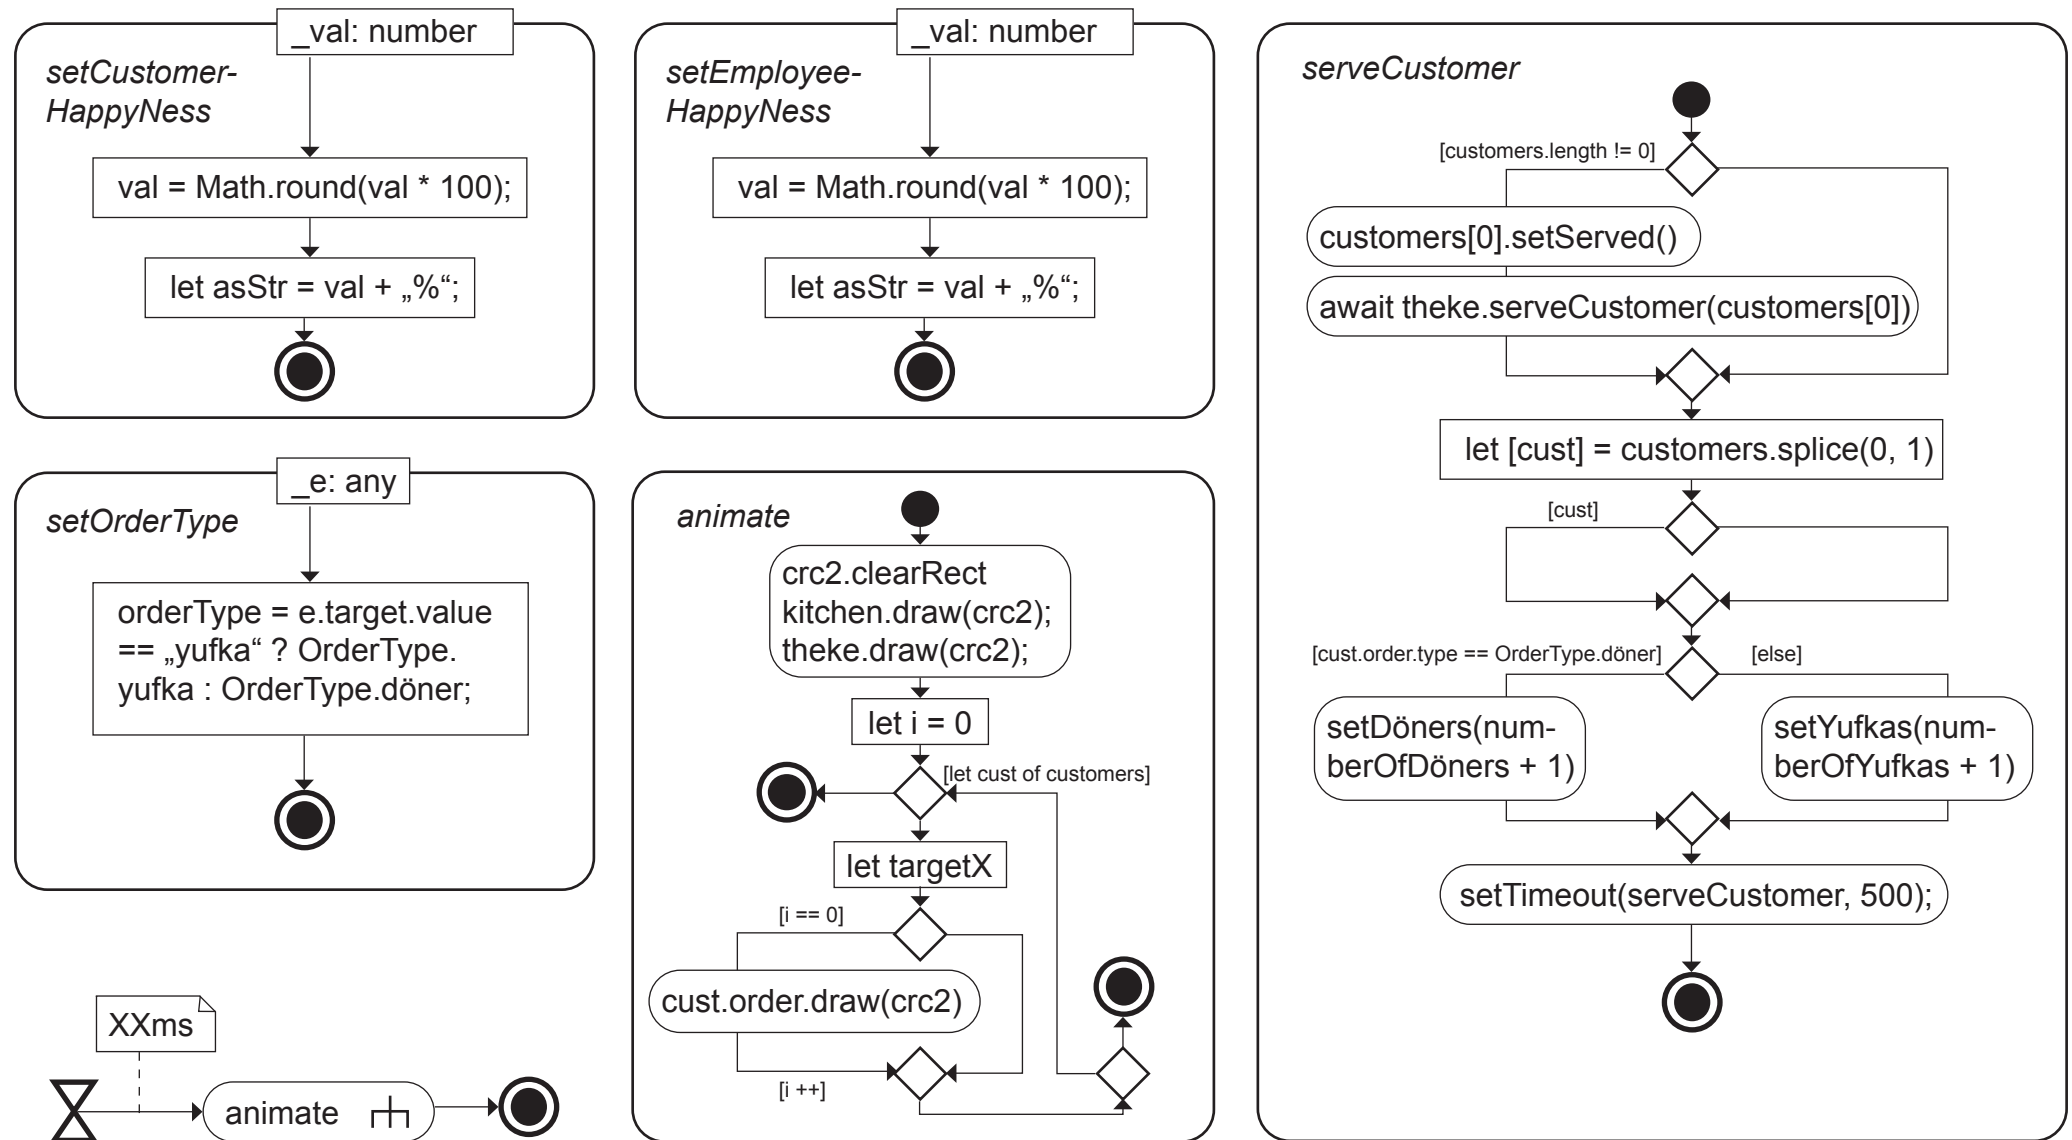 _val: number
setCustomer-
HappyNess
val = Math.round(val * 100);
let asStr = val + „%“;
_val: number
setEmployee-
HappyNess
val = Math.round(val * 100);
let asStr = val + „%“;
serveCustomer
[customers.length != 0]
customers[0].setServed()
await theke.serveCustomer(customers[0])
let [cust] = customers.splice(0, 1)
[cust]
[cust.order.type == OrderType.döner]
[else]
setDöners(num-
berOfDöners + 1)
setYufkas(num-
berOfYufkas + 1)
setTimeout(serveCustomer, 500);
_e: any
setOrderType
orderType = e.target.value
== „yufka“ ? OrderType.
yufka : OrderType.döner;
animate
crc2.clearRect
kitchen.draw(crc2);
theke.draw(crc2);
let i = 0
[let cust of customers]
let targetX
[i == 0]
cust.order.draw(crc2)
[i ++]
XXms
animate